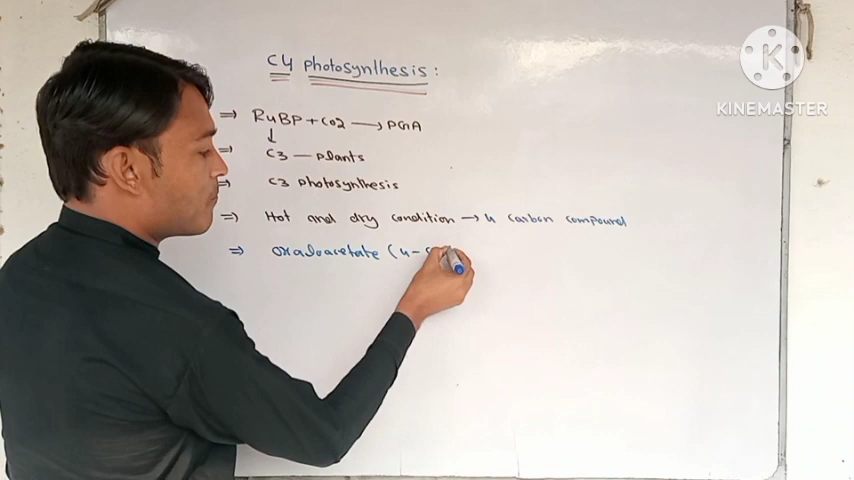 C4 Photosynthesis:
⇒ RuBP + CO2 → PGA
↓
⇒ C3 — plants
⇒ C3 photosynthesis
⇒ Hot and dry condition → 4 carbon compound
⇒ oxaloacetate (4-
KINEMASTER